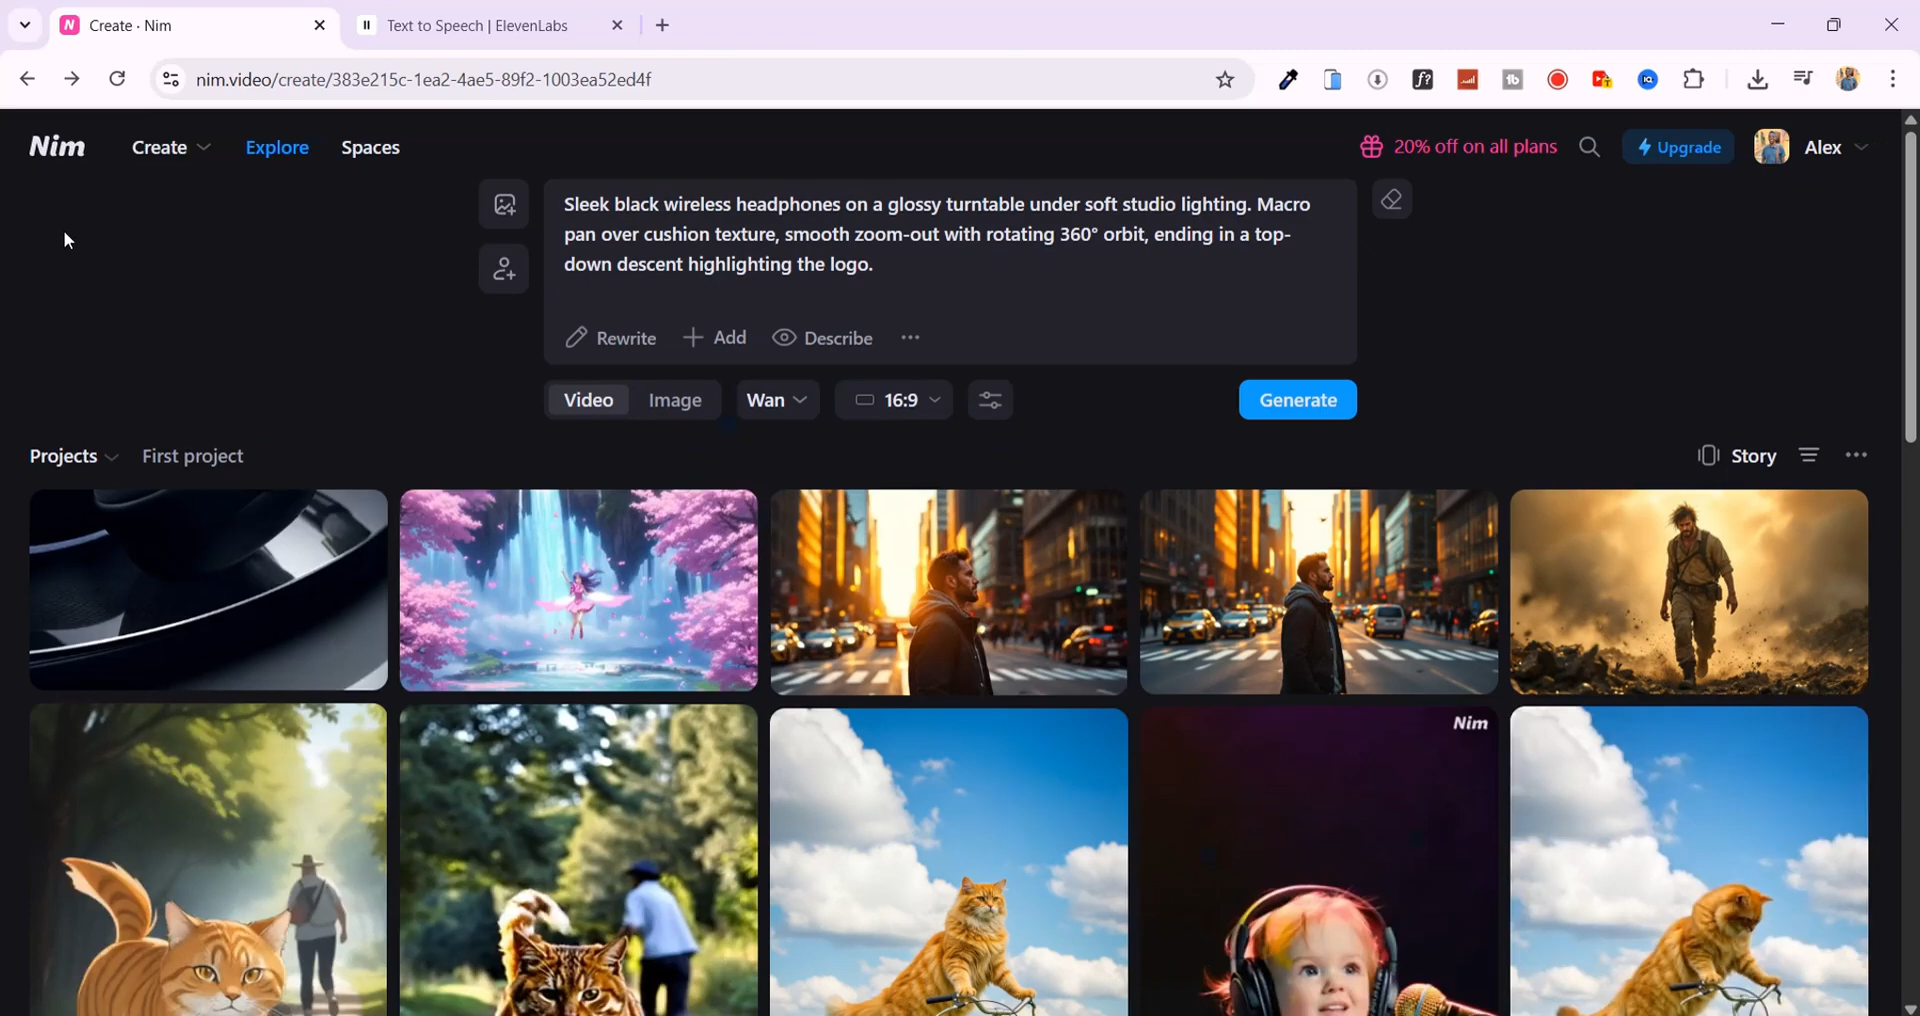 Create · Nim
Text to Speech | ElevenLabs
nim.video/create/383e215c-1ea2-4ae5-89f2-1003ea52ed4f
Nim
Create
Explore
Spaces
20% off on all plans
Upgrade
Alex
Sleek black wireless headphones on a glossy turntable under soft studio lighting. Macro
pan over cushion texture, smooth zoom-out with rotating 360° orbit, ending in a top-
down descent highlighting the logo.
Rewrite
Add
Describe
Video
Image
Wan
16:9
Generate
Projects
First project
Story
Nim